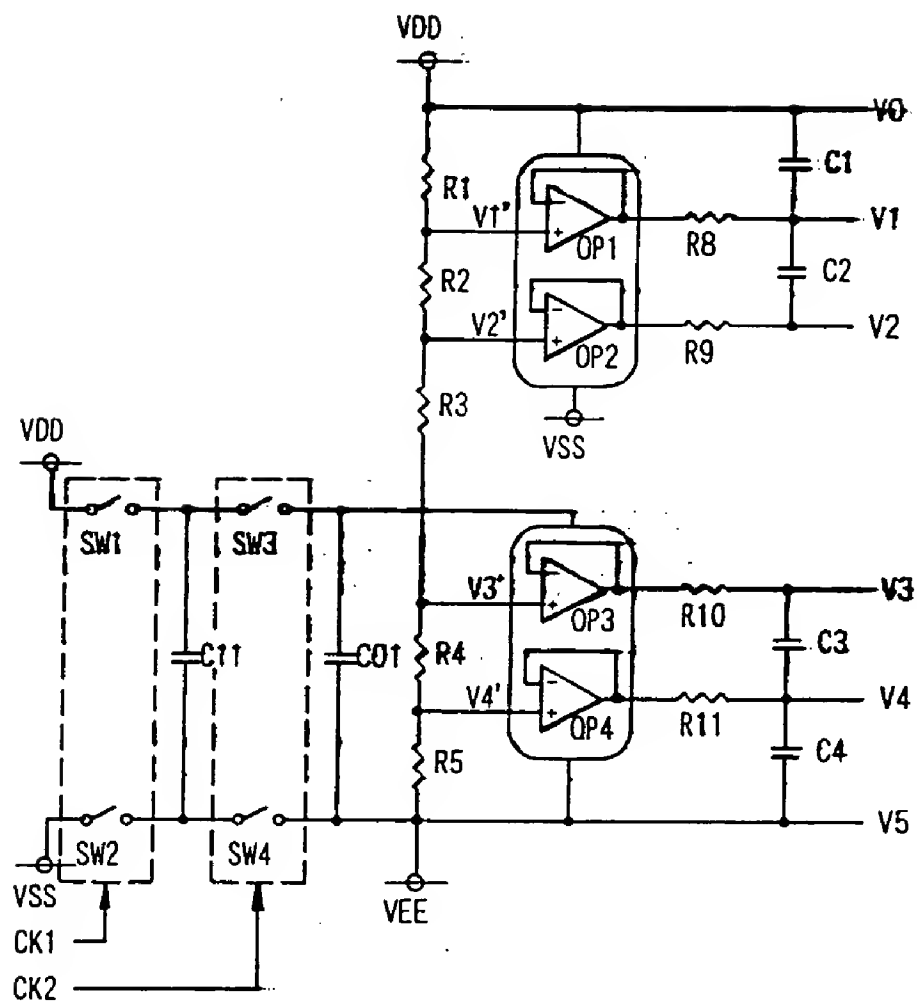 VDD
V0
C1
R1
V1'
-
+
OP1
R8
V1
R2
C2
V2'
-
+
OP2
R9
V2
R3
VSS
VDD
SW1
SW3
V3'
-
+
OP3
R10
V3
C11
C01
R4
C3
V4'
-
+
OP4
R11
V4
R5
C4
SW2
SW4
V5
VSS
VEE
CK1
CK2